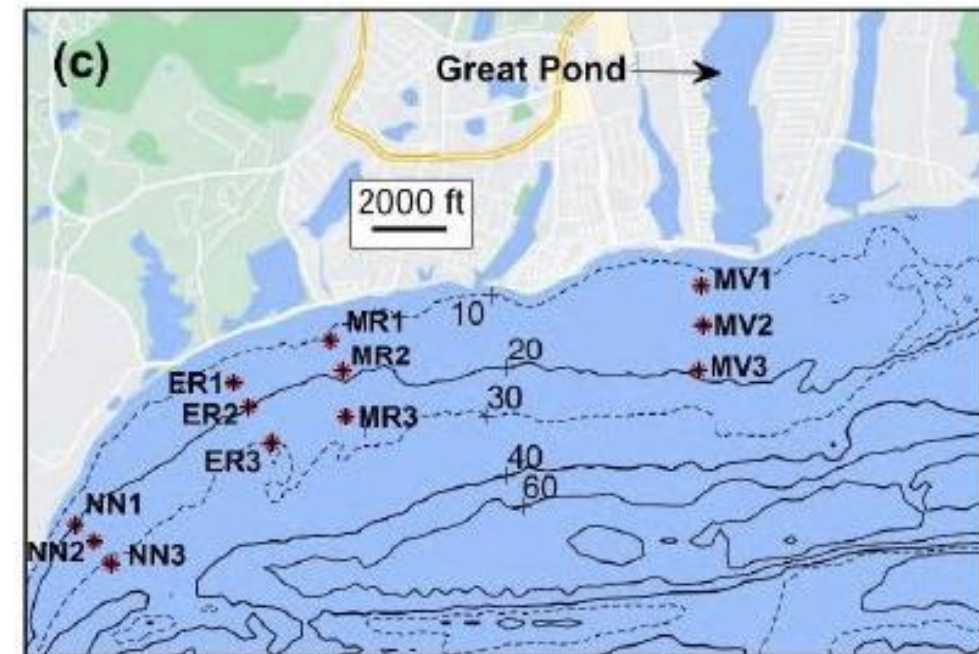 (c)
Great Pond
2000 ft
MV1
10
MR1
MV2
MR2
20
MV3
ER1
ER2
30
MR3
ER3
40
60
NN1
NN2
NN3